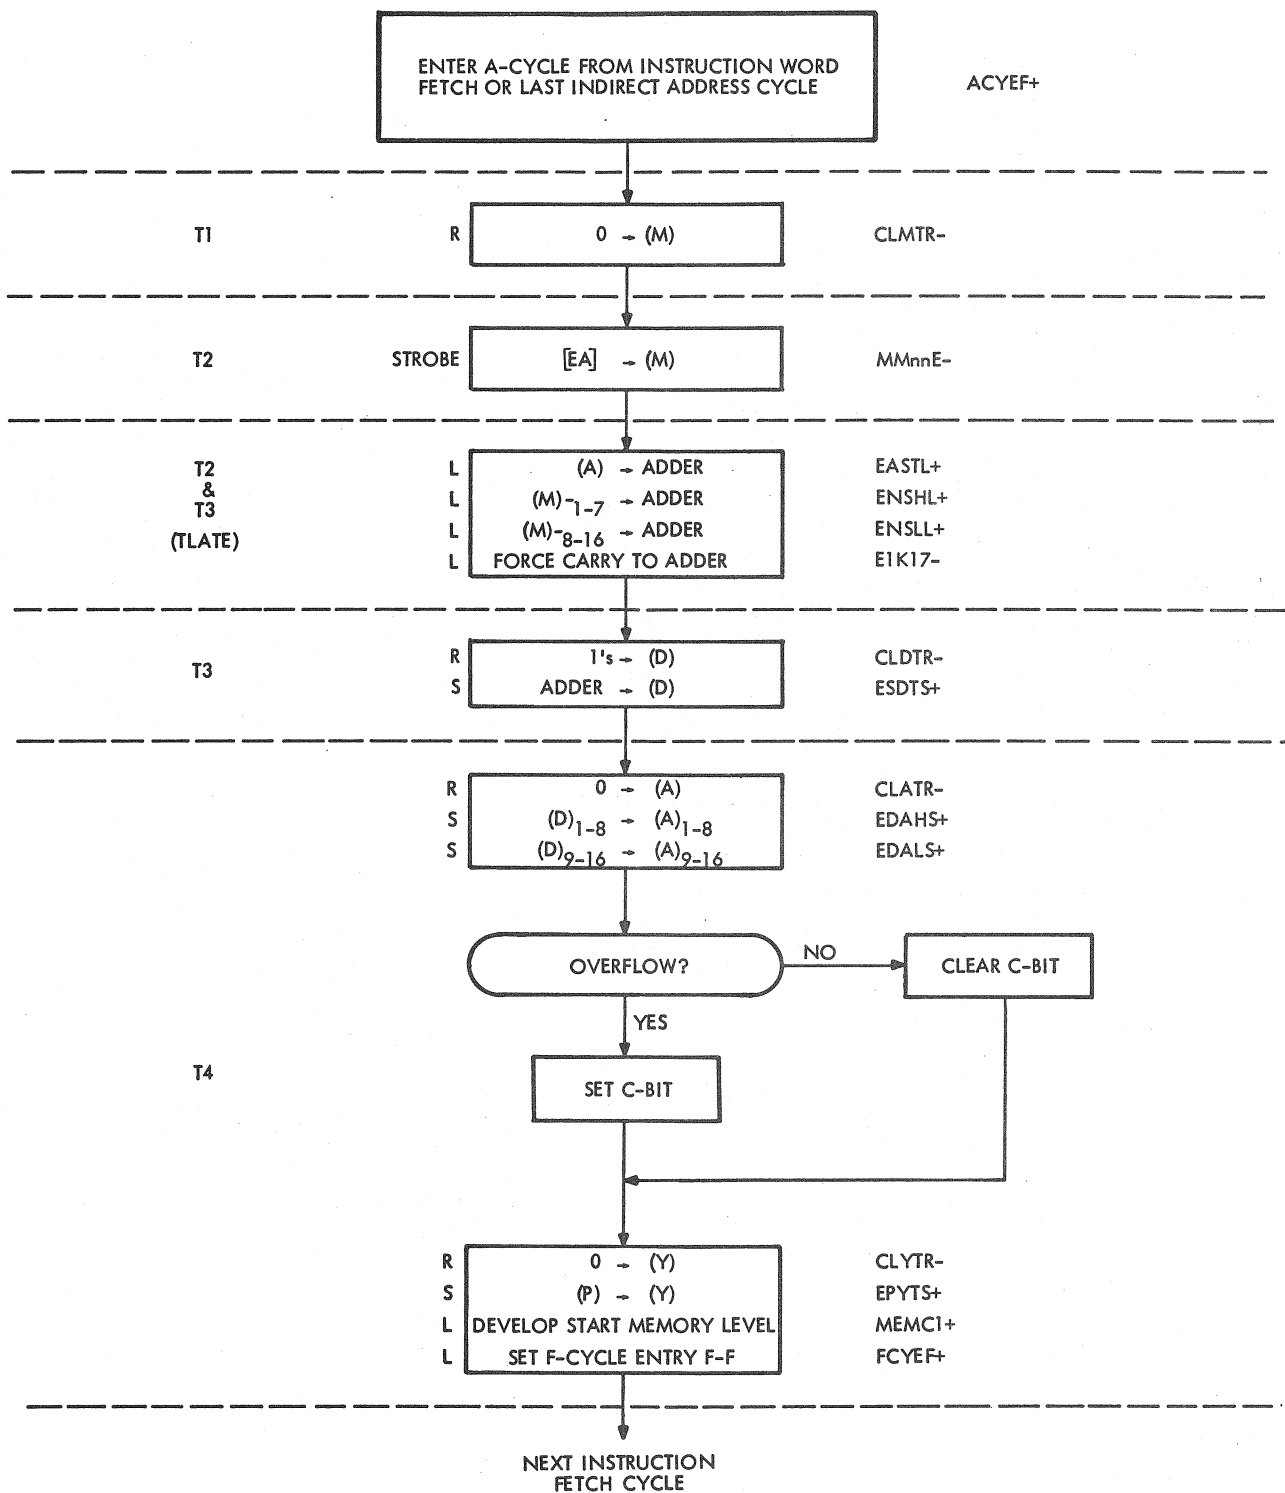 ENTER A-CYCLE FROM INSTRUCTION WORD
FETCH OR LAST INDIRECT ADDRESS CYCLE
ACYEF+
T1
R
0 → (M)
CLMTR-
T2
STROBE
[EA] → (M)
MMnnE-
T2
&
T3
(TLATE)
L (A) → ADDER EASTL+
L (M)-1-7 → ADDER ENSHL+
L (M)-8-16 → ADDER ENSLL+
L FORCE CARRY TO ADDER E1K17-
T3
R 1's → (D) CLDTR-
S ADDER → (D) ESDTS+
R 0 → (A) CLATR-
S (D)1-8 → (A)1-8 EDAHS+
S (D)9-16 → (A)9-16 EDALS+
OVERFLOW?
NO
CLEAR C-BIT
YES
T4
SET C-BIT
R 0 → (Y) CLYTR-
S (P) → (Y) EPYTS+
L DEVELOP START MEMORY LEVEL MEMC1+
L SET F-CYCLE ENTRY F-F FCYEF+
NEXT INSTRUCTION
FETCH CYCLE